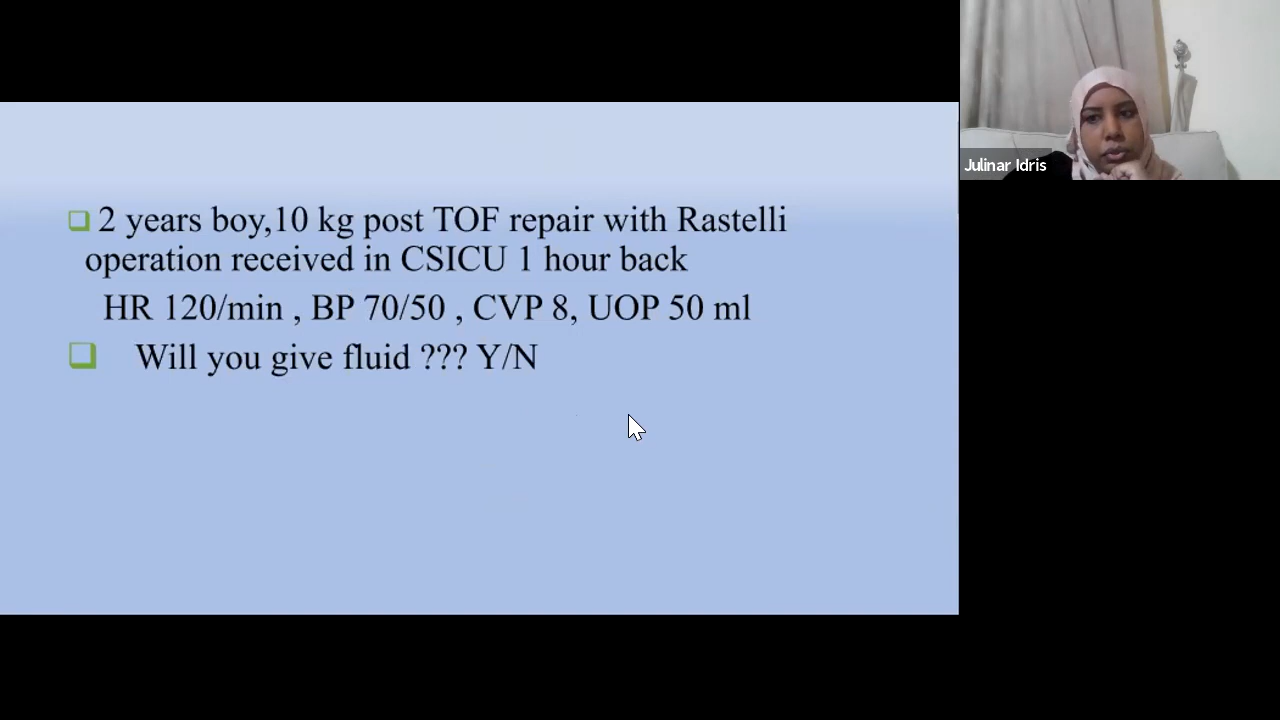 Julinar Idris
2 years boy,10 kg post TOF repair with Rastelli
operation received in CSICU 1 hour back
HR 120/min , BP 70/50 , CVP 8, UOP 50 ml
Will you give fluid ??? Y/N